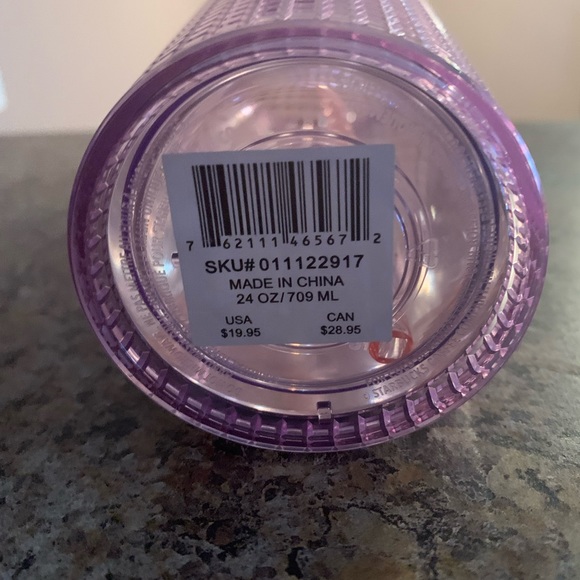 7 62111 46567 2
SKU# 011122917
MADE IN CHINA
24 OZ/709 ML
USA CAN
$19.95 $28.95
STARBUCKS